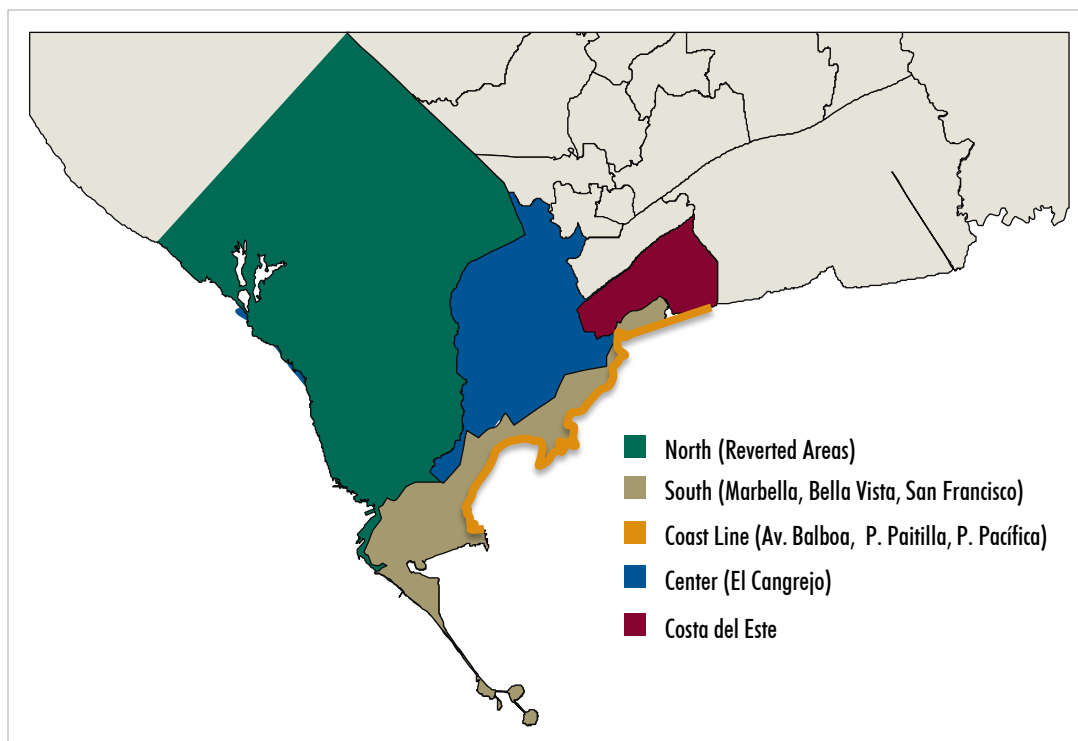 North (Reverted Areas)
South (Marbella, Bella Vista, San Francisco)
Coast Line (Av. Balboa, P. Paitilla, P. Pacífica)
Center (El Cangrejo)
Costa del Este